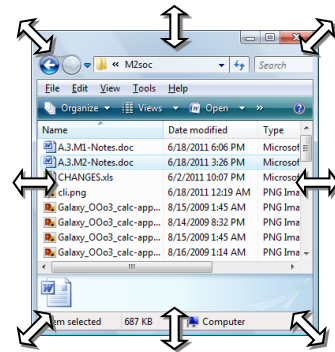 « M2soc Search
File Edit View Tools Help
Organize Views Open » ?
Name Date modified Type
A.3.M1-Notes.doc 6/18/2011 6:06 PM Microsof
A.3.M2-Notes.doc 6/18/2011 3:26 PM Microsof
CHANGES.xls 6/2/2011 10:07 PM Microsof
cli.png 6/18/2011 12:19 AM PNG Ima
Galaxy_OOo3_calc-app... 8/15/2009 1:45 AM PNG Ima
Galaxy_OOo3_calc-app... 8/14/2009 8:32 PM PNG Ima
Galaxy_OOo3_calc-app... 8/15/2009 1:45 AM PNG Ima
Galaxy_OOo3_calc-app... 8/16/2009 1:14 AM PNG Ima
m selected 687 KB Computer